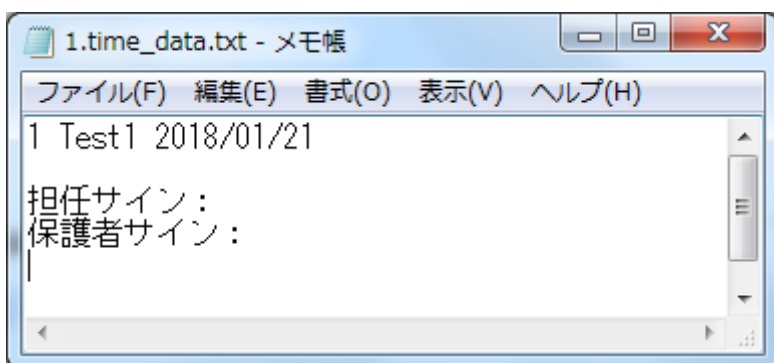 1.time_data.txt - メモ帳
ファイル(F) 編集(E) 書式(O) 表示(V) ヘルプ(H)
1 Test1 2018/01/21
担任サイン：
保護者サイン：